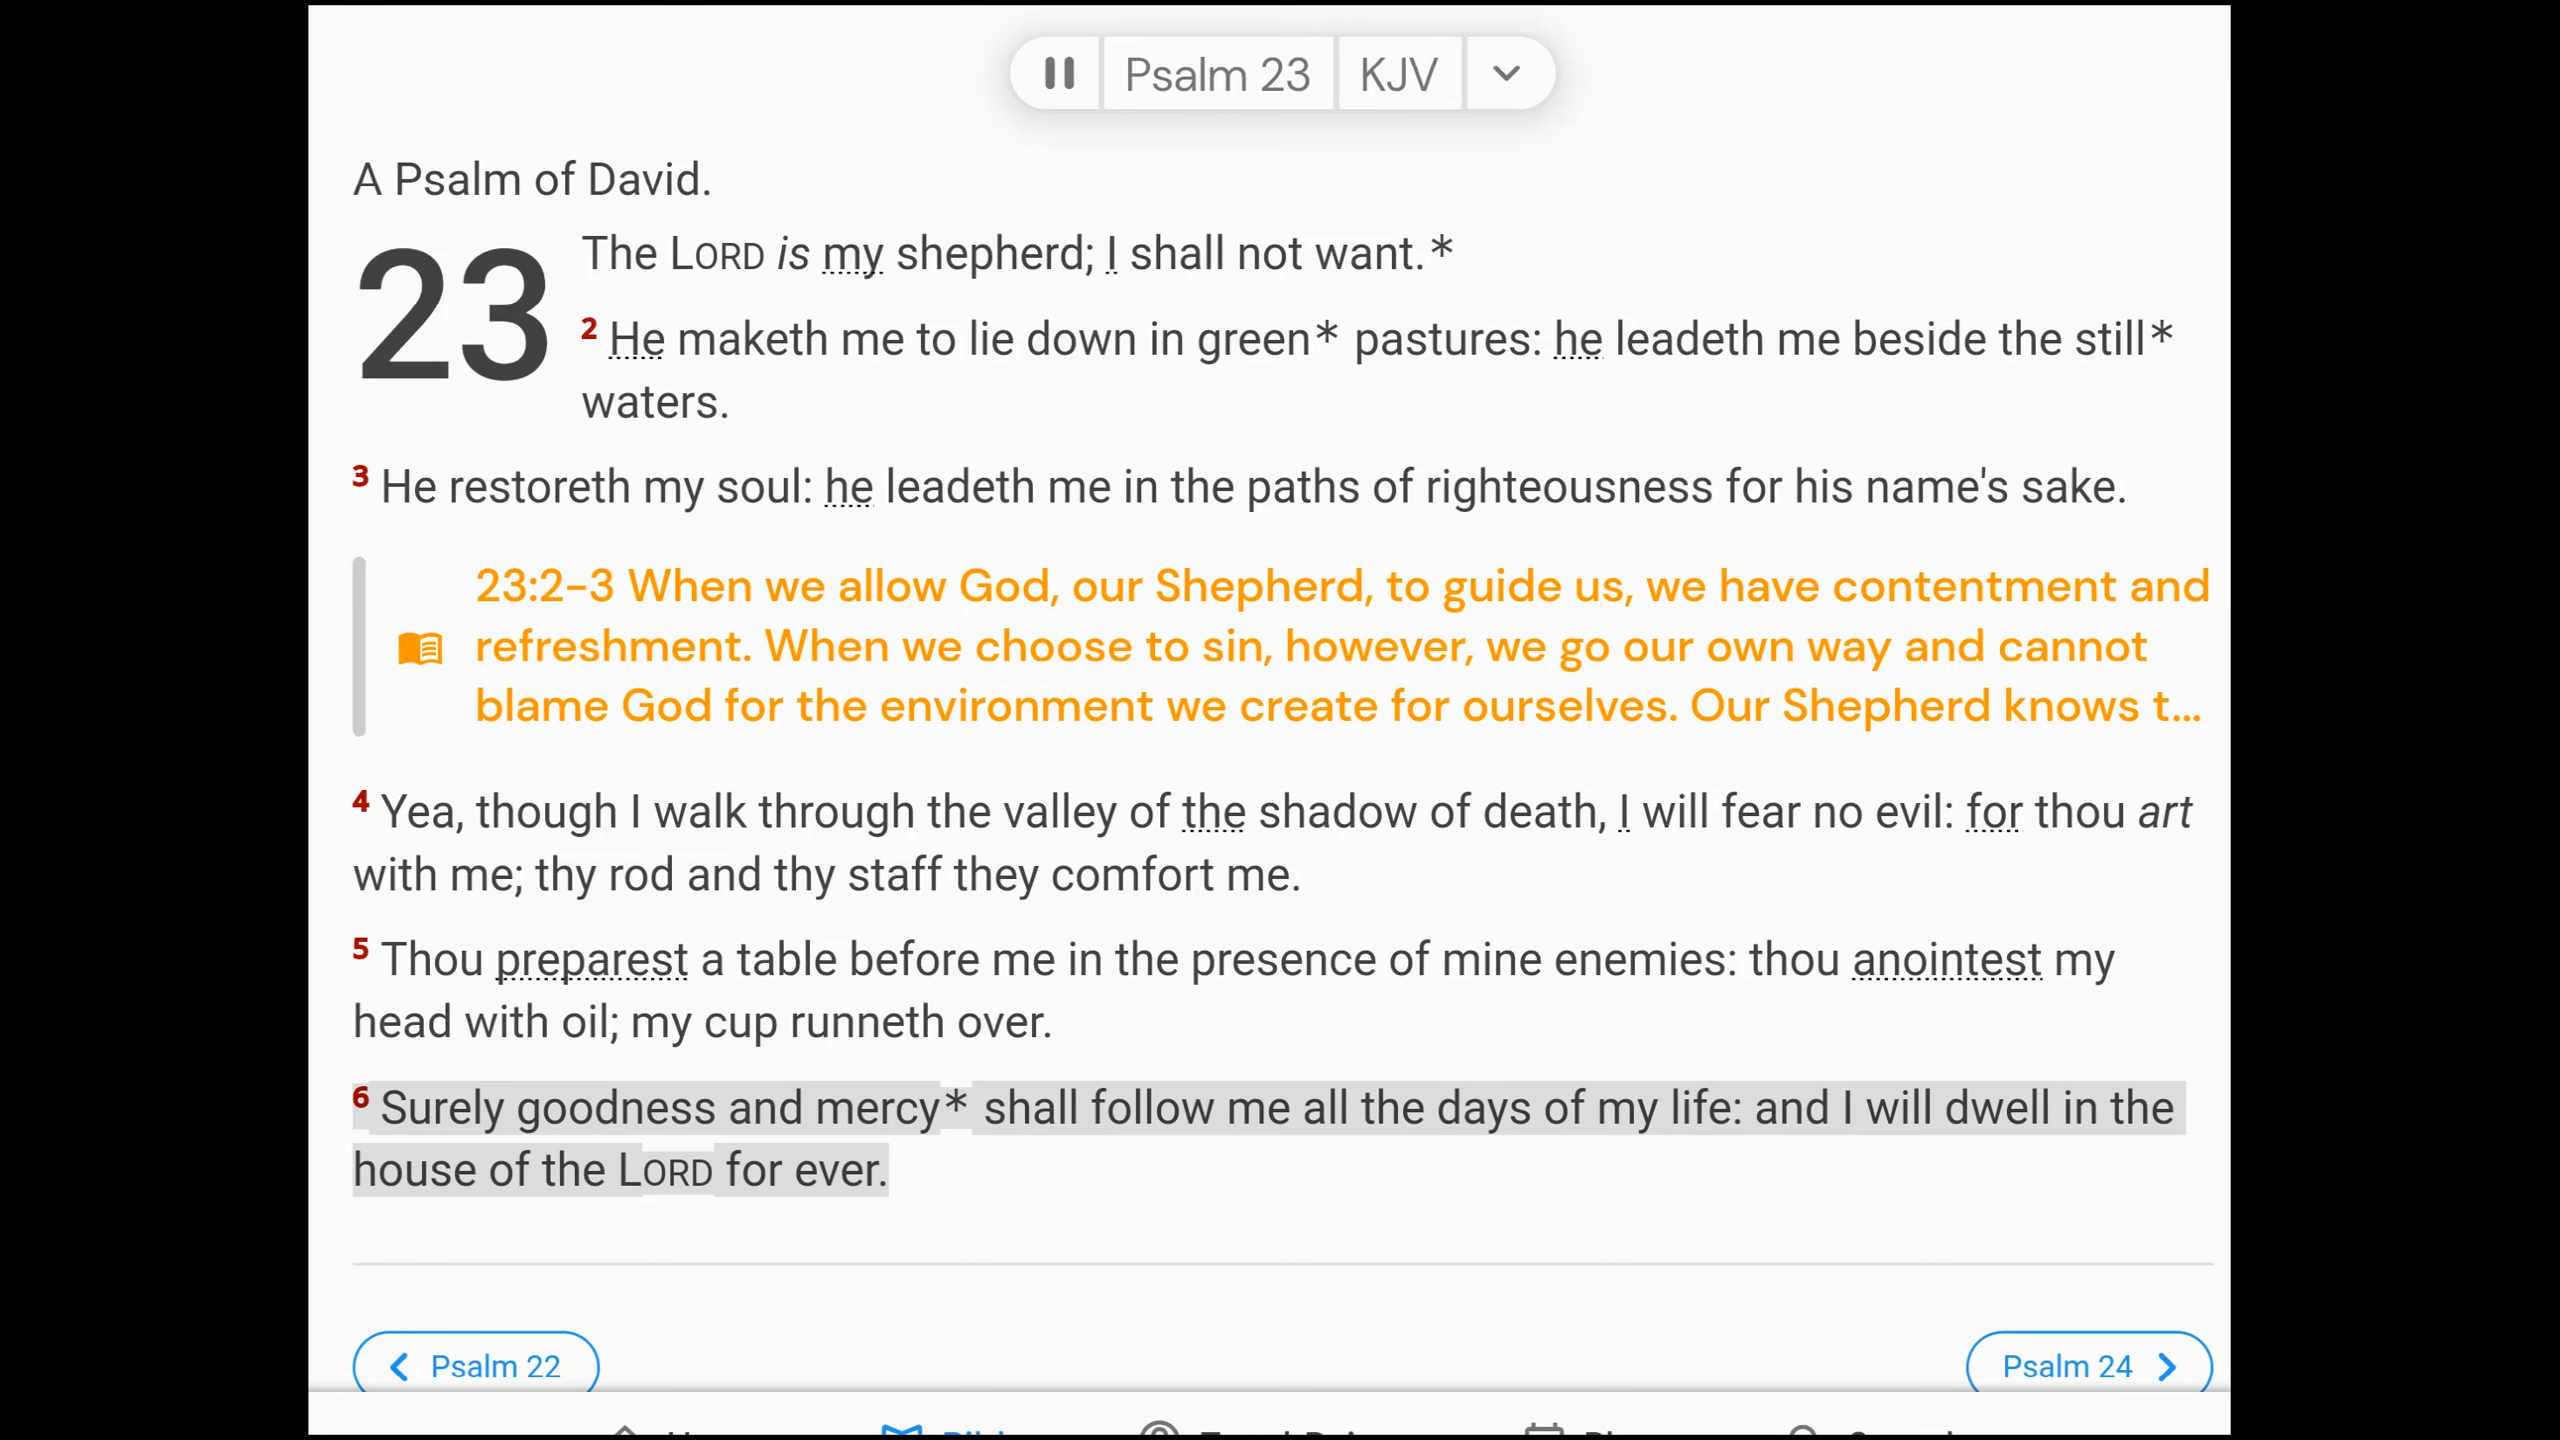 Psalm 23 KJV
A Psalm of David.
23 The LORD is my shepherd; I shall not want.*
2 He maketh me to lie down in green* pastures: he leadeth me beside the still*
waters.
3 He restoreth my soul: he leadeth me in the paths of righteousness for his name's sake.
23:2–3 When we allow God, our Shepherd, to guide us, we have contentment and
refreshment. When we choose to sin, however, we go our own way and cannot
blame God for the environment we create for ourselves. Our Shepherd knows t...
4 Yea, though I walk through the valley of the shadow of death, I will fear no evil: for thou art
with me; thy rod and thy staff they comfort me.
5 Thou preparest a table before me in the presence of mine enemies: thou anointest my
head with oil; my cup runneth over.
6 Surely goodness and mercy* shall follow me all the days of my life: and I will dwell in the
house of the LORD for ever.
Psalm 22 Psalm 24